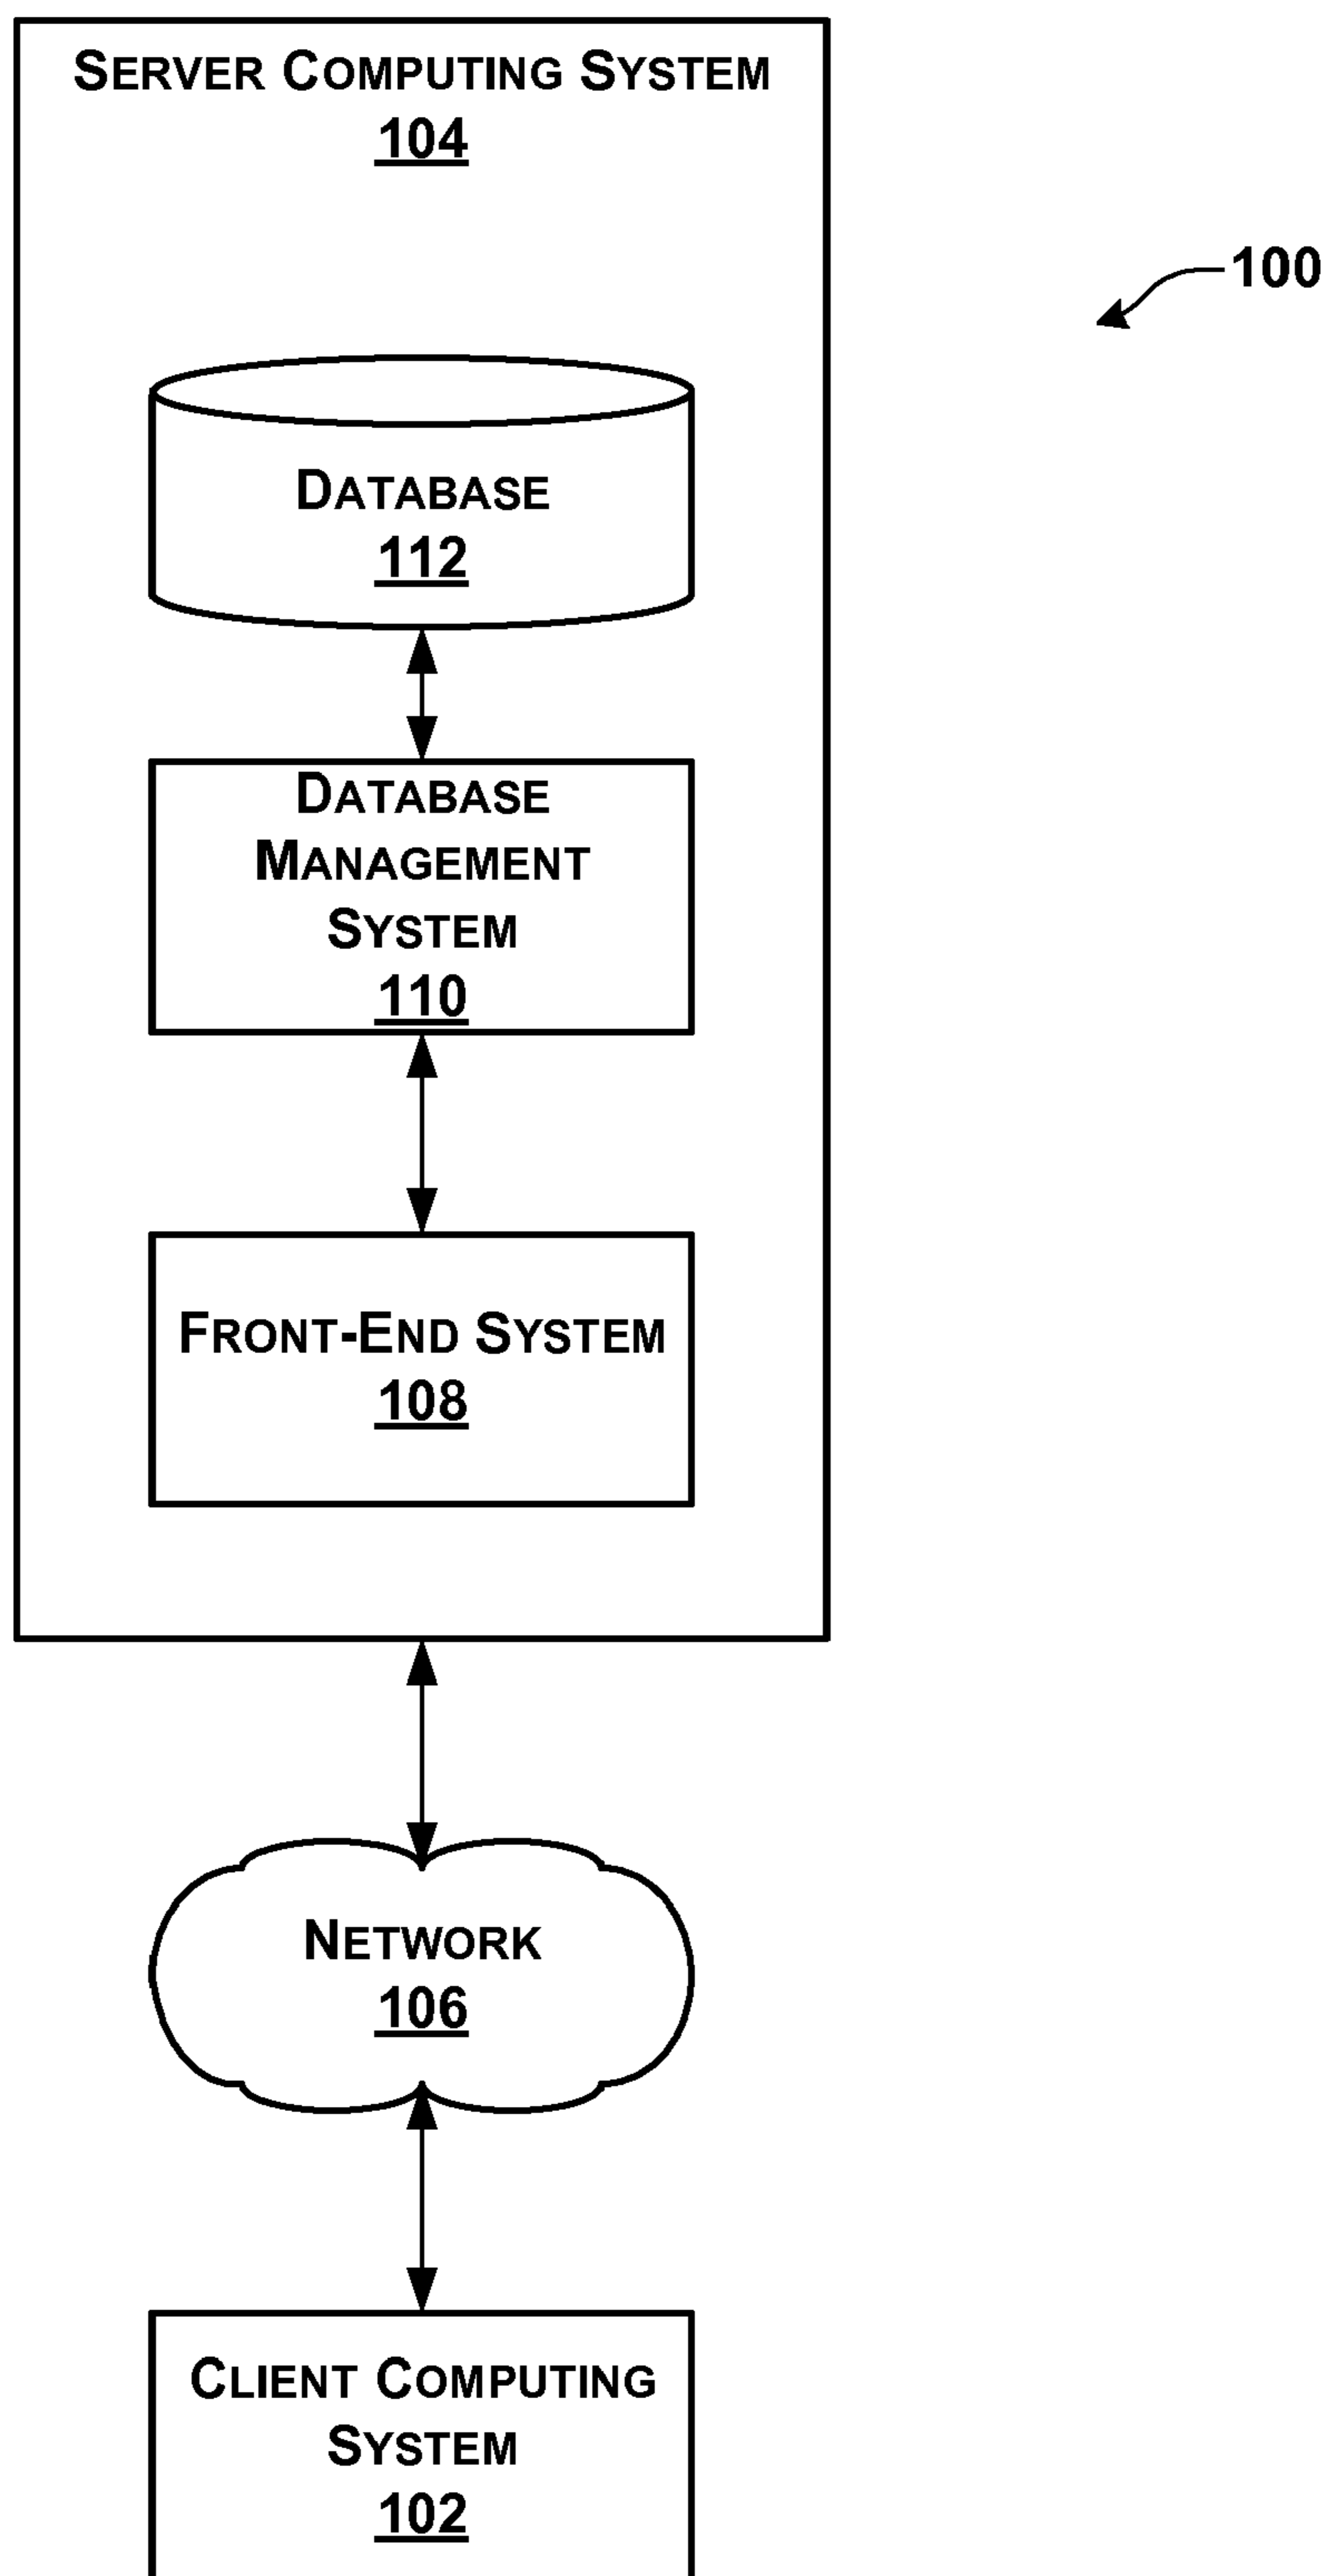 SERVER COMPUTING SYSTEM
104
100
DATABASE
112
DATABASE
MANAGEMENT
SYSTEM
110
FRONT-END SYSTEM
108
NETWORK
106
CLIENT COMPUTING
SYSTEM
102